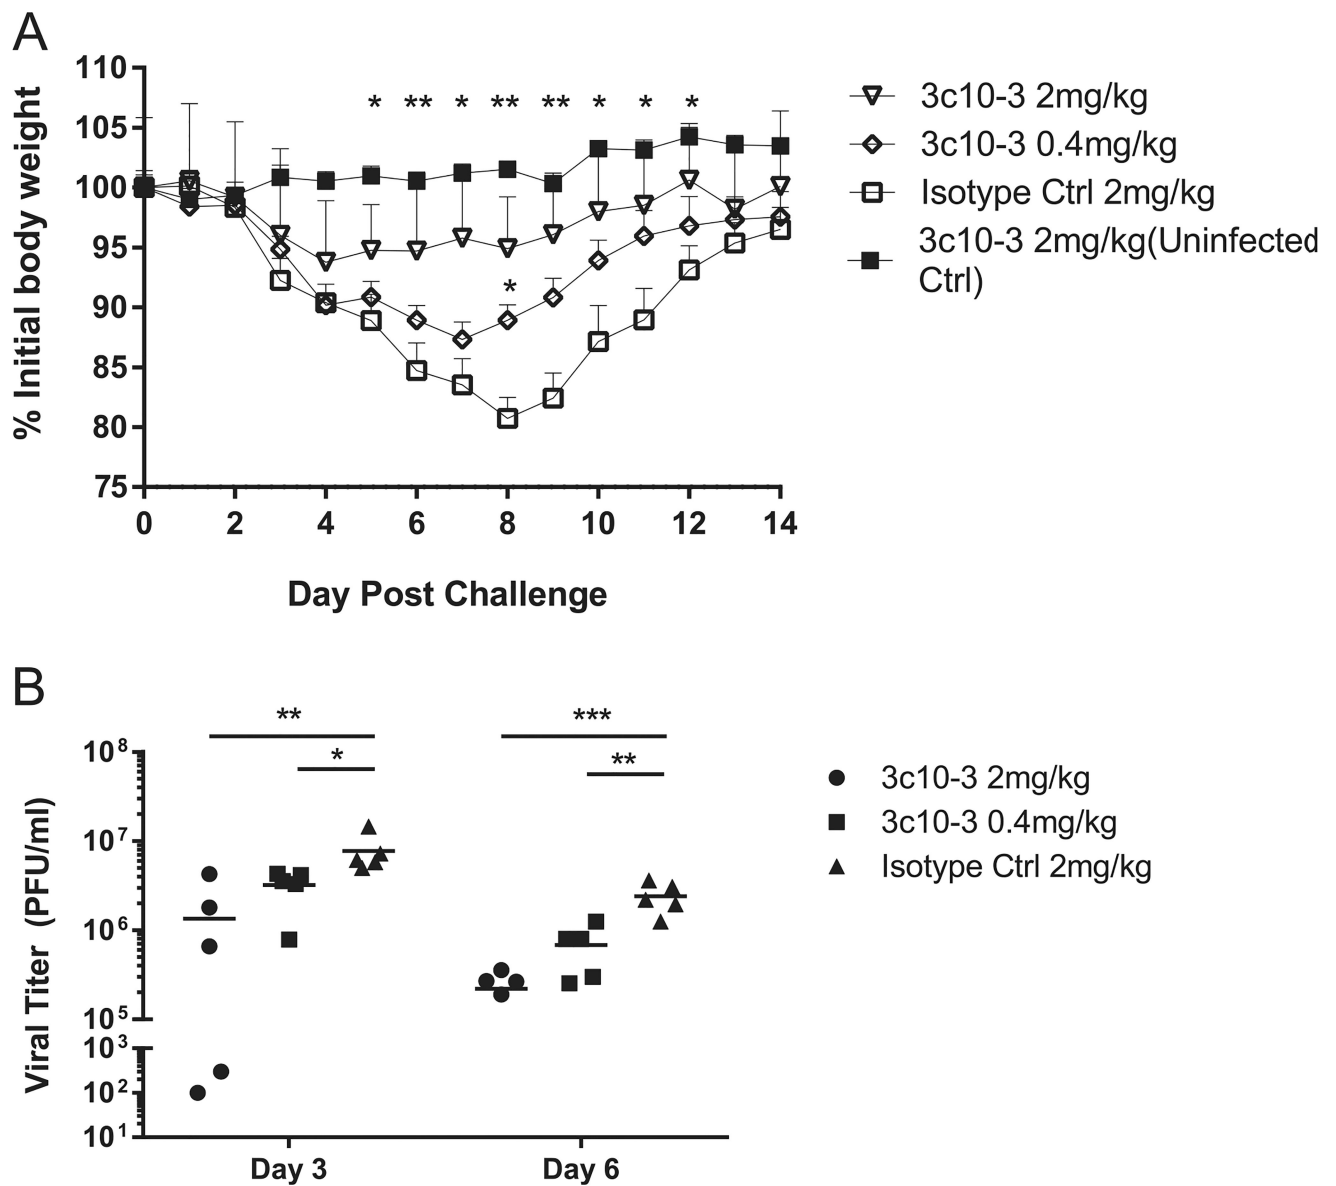 A
110
105
100
95
90
85
80
75
% Initial body weight
* ** * ** ** * * *
*
0 2 4 6 8 10 12 14
Day Post Challenge
3c10-3 2mg/kg
3c10-3 0.4mg/kg
Isotype Ctrl 2mg/kg
3c10-3 2mg/kg(Uninfected
Ctrl)
B
** ***
* **
10⁸
10⁷
10⁶
10⁵
10³
10²
10¹
Viral Titer (PFU/ml)
Day 3 Day 6
3c10-3 2mg/kg
3c10-3 0.4mg/kg
Isotype Ctrl 2mg/kg